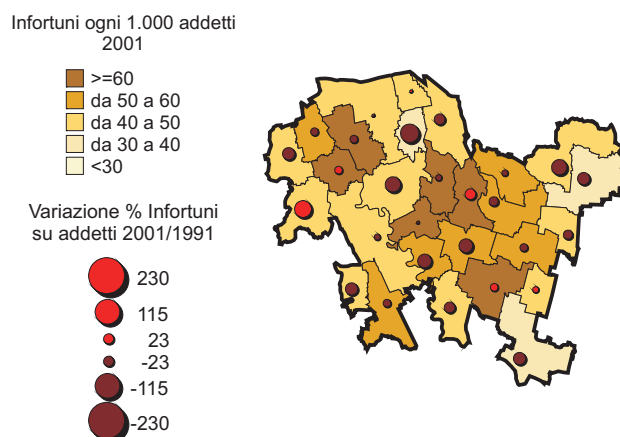 Infortuni ogni 1.000 addetti
2001
>=60
da 50 a 60
da 40 a 50
da 30 a 40
<30
Variazione % Infortuni
su addetti 2001/1991
230
115
23
-23
-115
-230